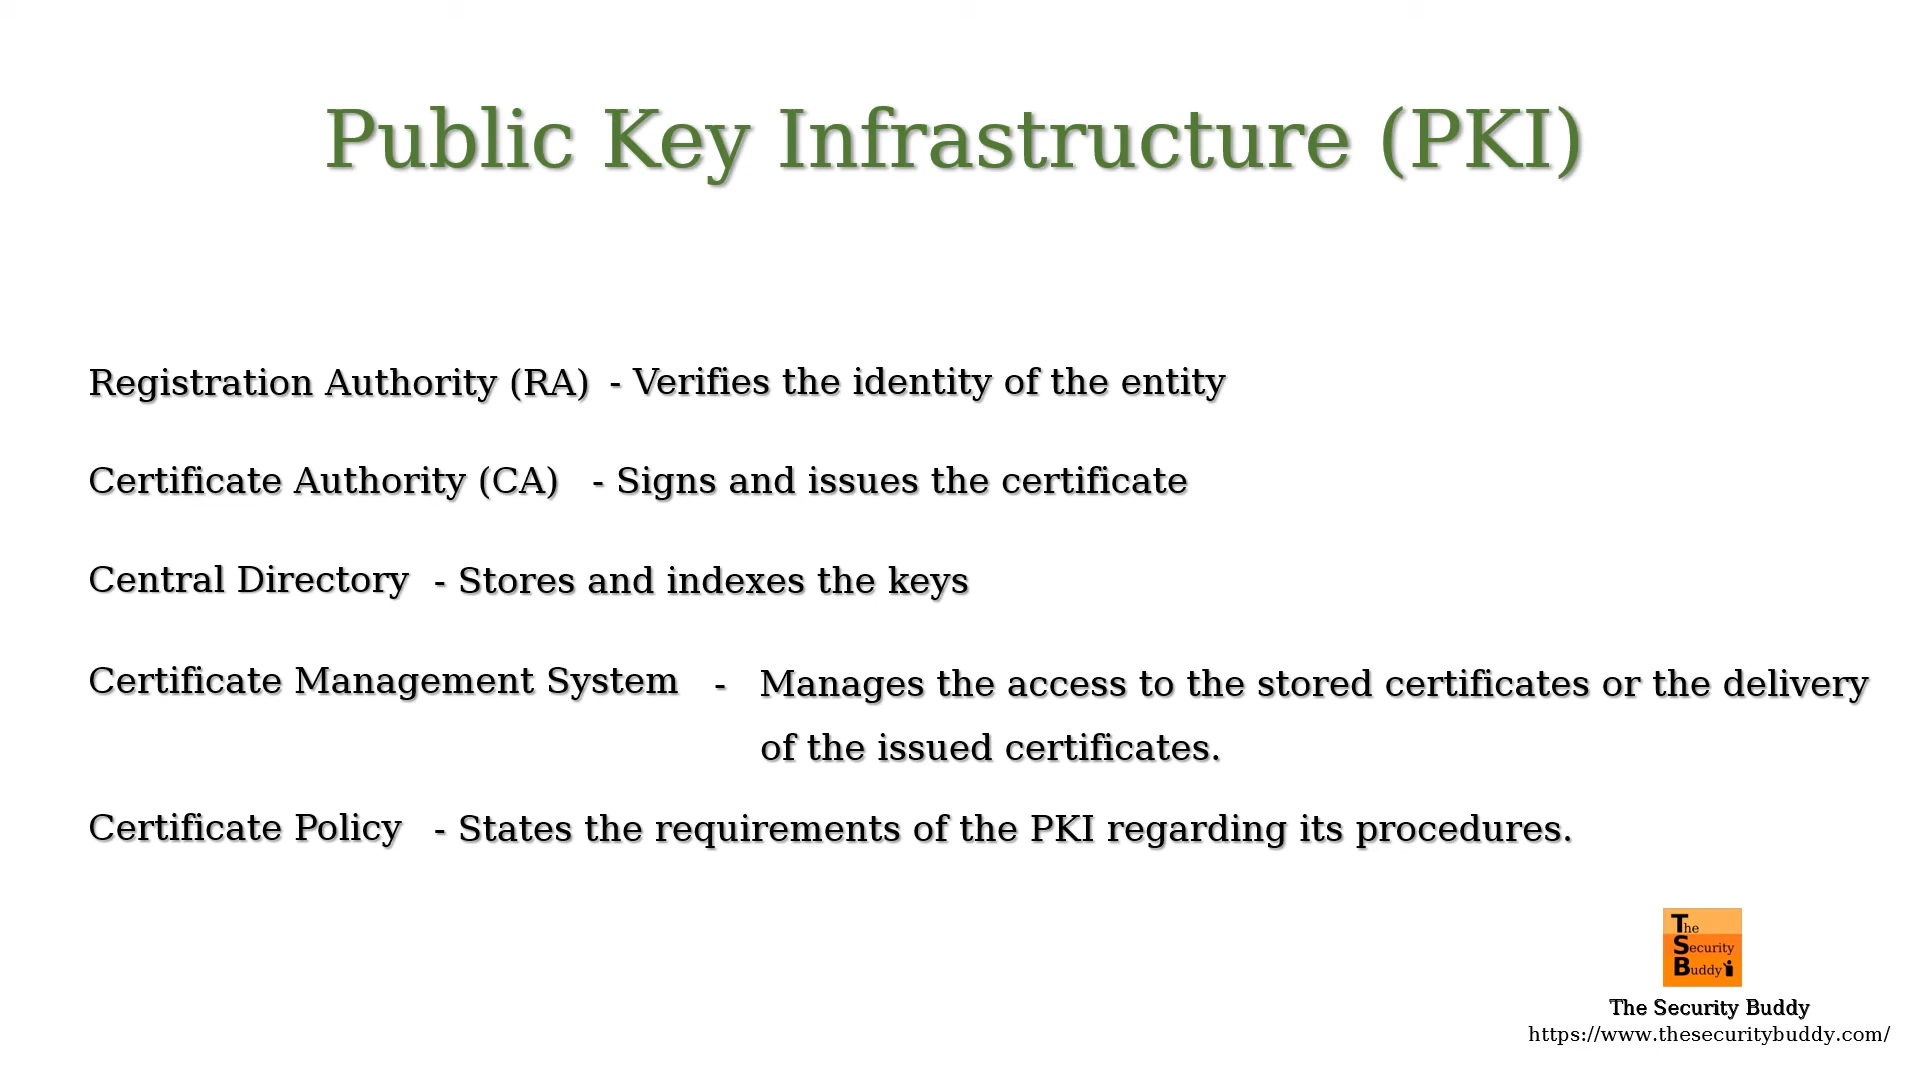 Public Key Infrastructure (PKI)
Registration Authority (RA) - Verifies the identity of the entity
Certificate Authority (CA) - Signs and issues the certificate
Central Directory - Stores and indexes the keys
Certificate Management System - Manages the access to the stored certificates or the delivery
of the issued certificates.
Certificate Policy - States the requirements of the PKI regarding its procedures.
The
Security
Buddy
The Security Buddy
https://www.thesecuritybuddy.com/